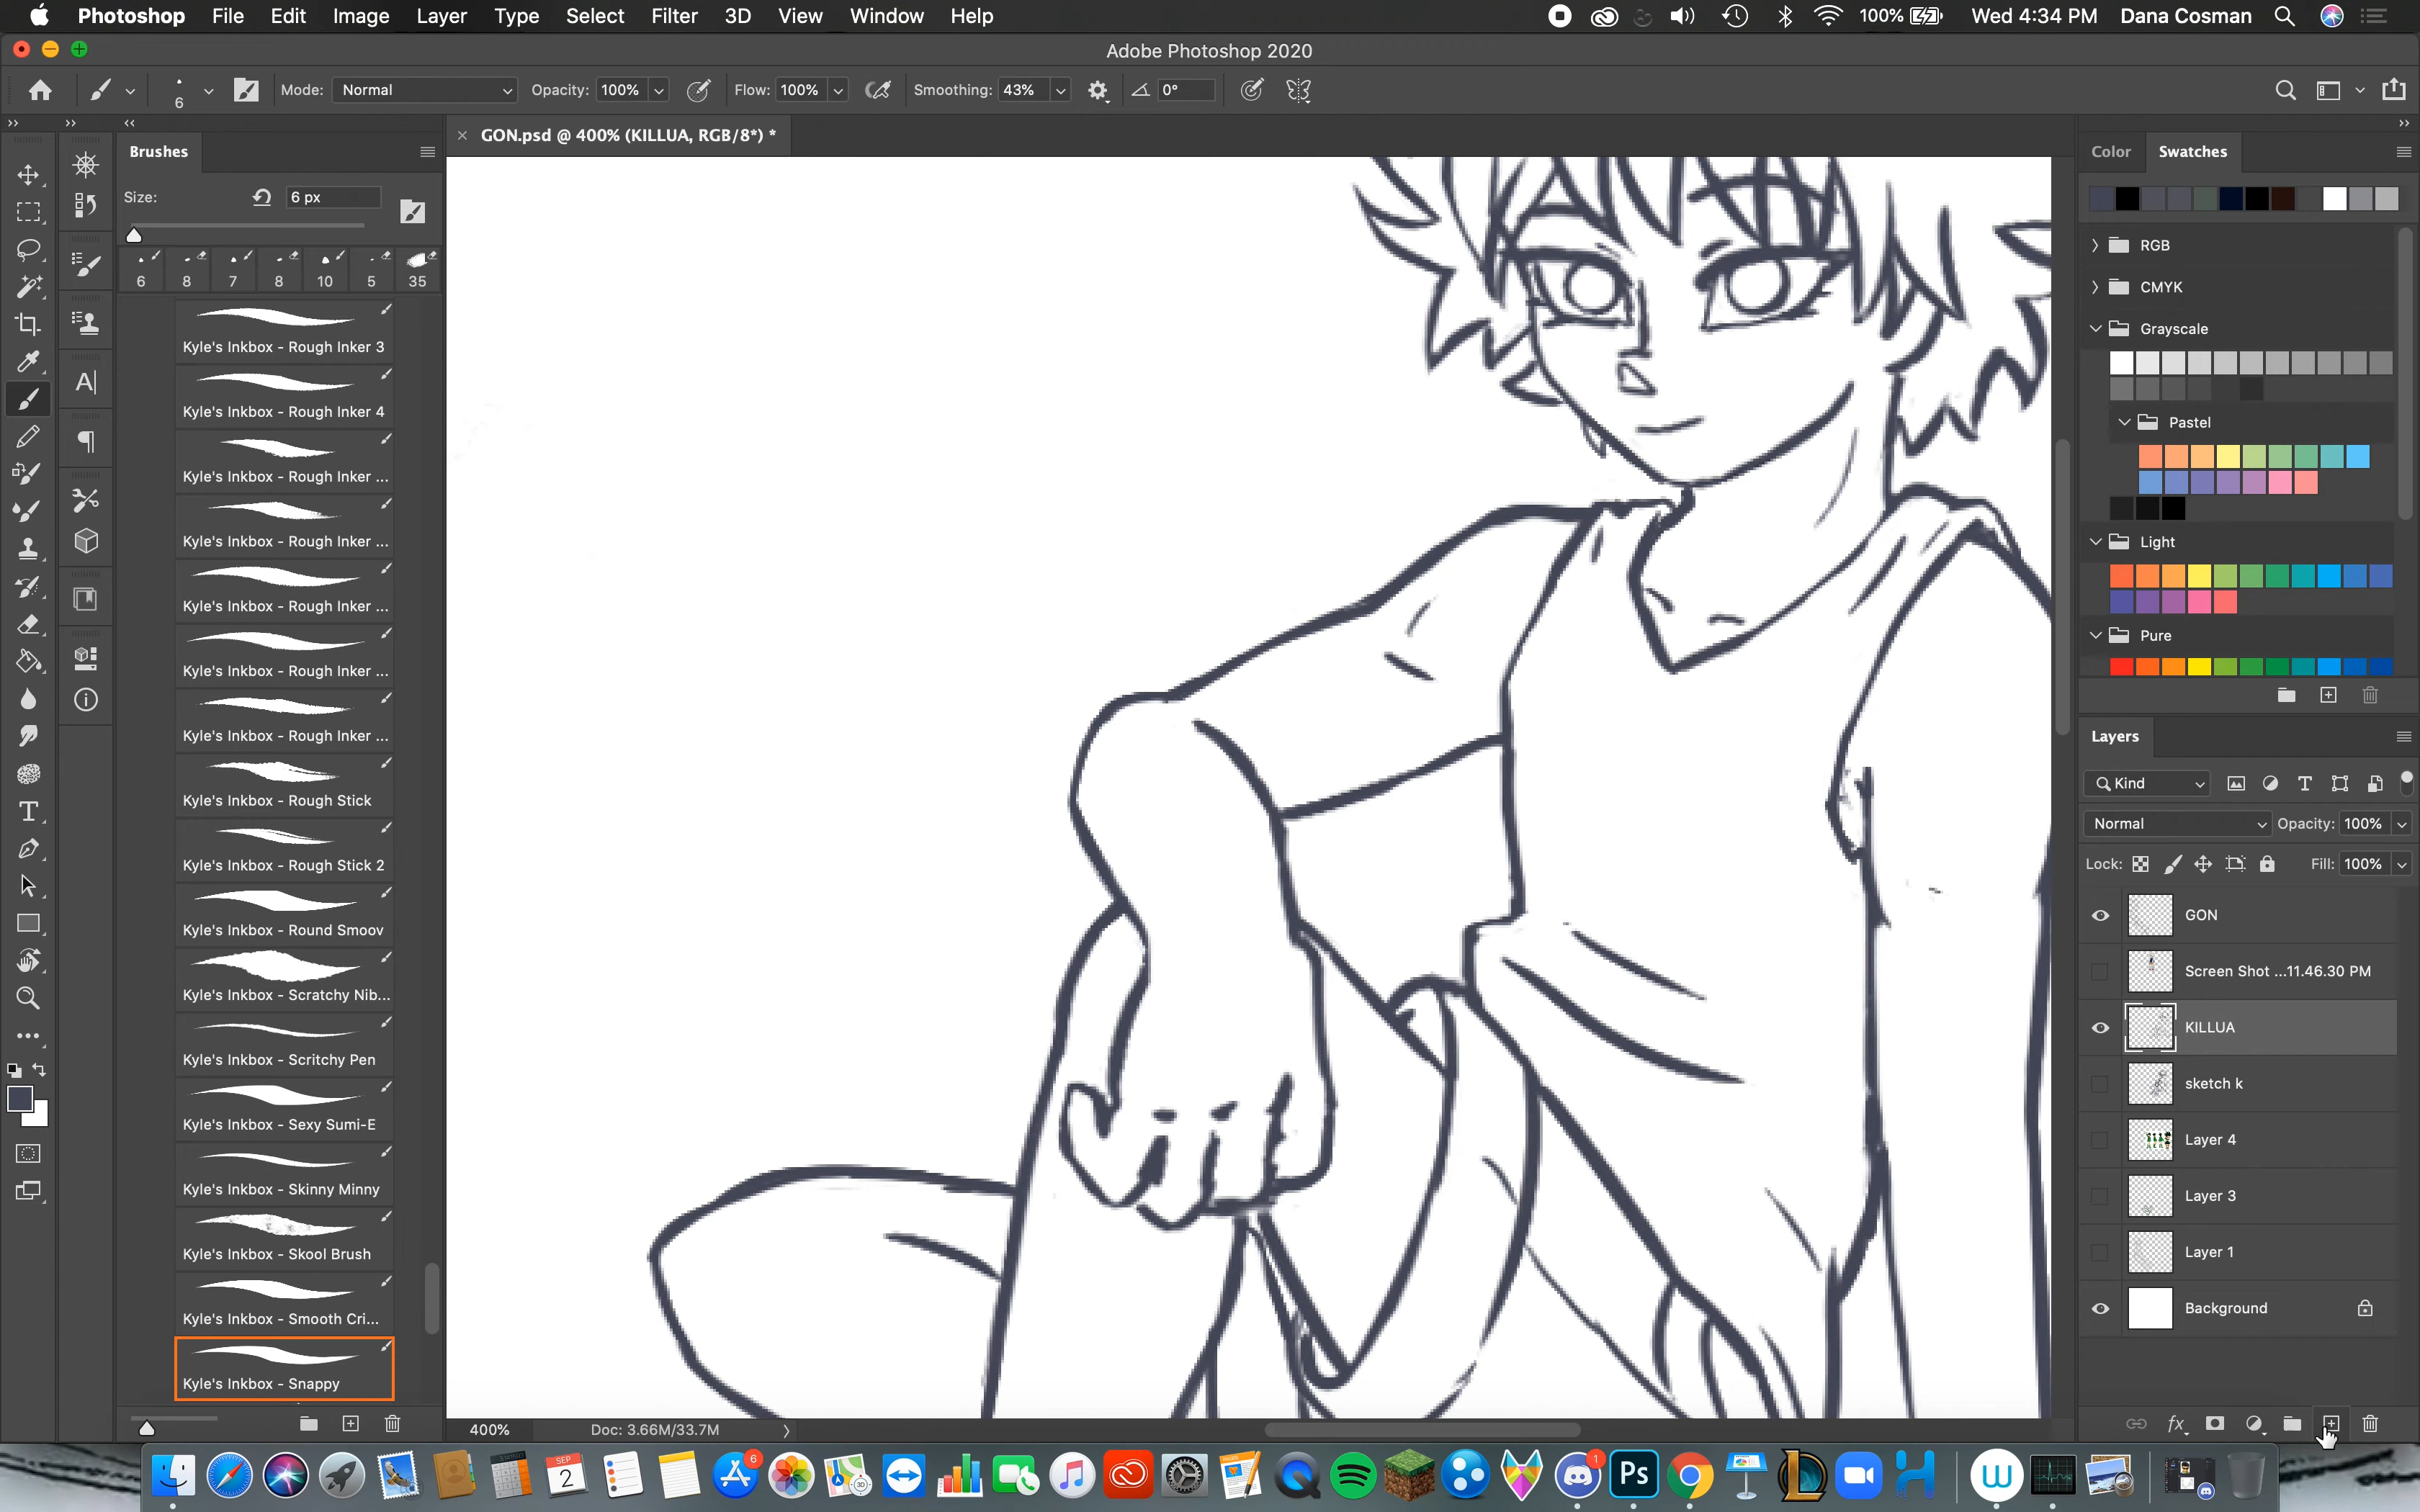 Photoshop File Edit Image Layer Type Select Filter 3D View Window Help 100% Wed 4:34 PM Dana Cosman
Adobe Photoshop 2020
6 Mode: Normal Opacity: 100% Flow: 100% Smoothing: 43% 0°
Brushes
GON.psd @ 400% (KILLUA, RGB/8*) *
Color Swatches
Size: 6 px
6 8 7 8 10 5 35
Kyle's Inkbox - Rough Inker 3
Kyle's Inkbox - Rough Inker 4
Kyle's Inkbox - Rough Inker ...
Kyle's Inkbox - Rough Inker ...
Kyle's Inkbox - Rough Inker ...
Kyle's Inkbox - Rough Inker ...
Kyle's Inkbox - Rough Inker ...
Kyle's Inkbox - Rough Stick
Kyle's Inkbox - Rough Stick 2
Kyle's Inkbox - Round Smoov
Kyle's Inkbox - Scratchy Nib...
Kyle's Inkbox - Scritchy Pen
Kyle's Inkbox - Sexy Sumi-E
Kyle's Inkbox - Skinny Minny
Kyle's Inkbox - Skool Brush
Kyle's Inkbox - Smooth Cri...
Kyle's Inkbox - Snappy
RGB
CMYK
Grayscale
Pastel
Light
Pure
Layers
Kind
Normal Opacity: 100%
Lock: Fill: 100%
GON
Screen Shot ...11.46.30 PM
KILLUA
sketch k
Layer 4
Layer 3
Layer 1
Background
400% Doc: 3.66M/33.7M
SEP
2
6
1
Ps